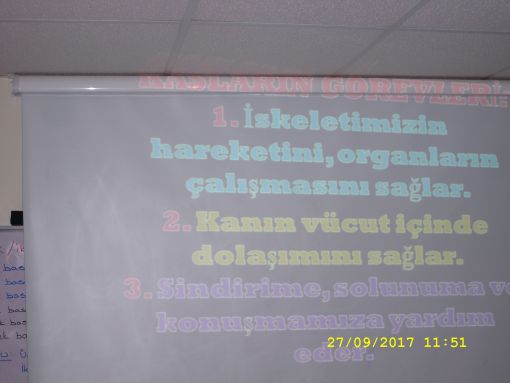 KASLARIN GÖREVLERİ:
1. İskeletimizin
hareketini, organların
çalışmasını sağlar.
2. Kanın vücut içinde
dolaşımını sağlar.
3. Sindirime, solunuma ve
konuşmamıza yardım
eder.
27/09/2017 11:51